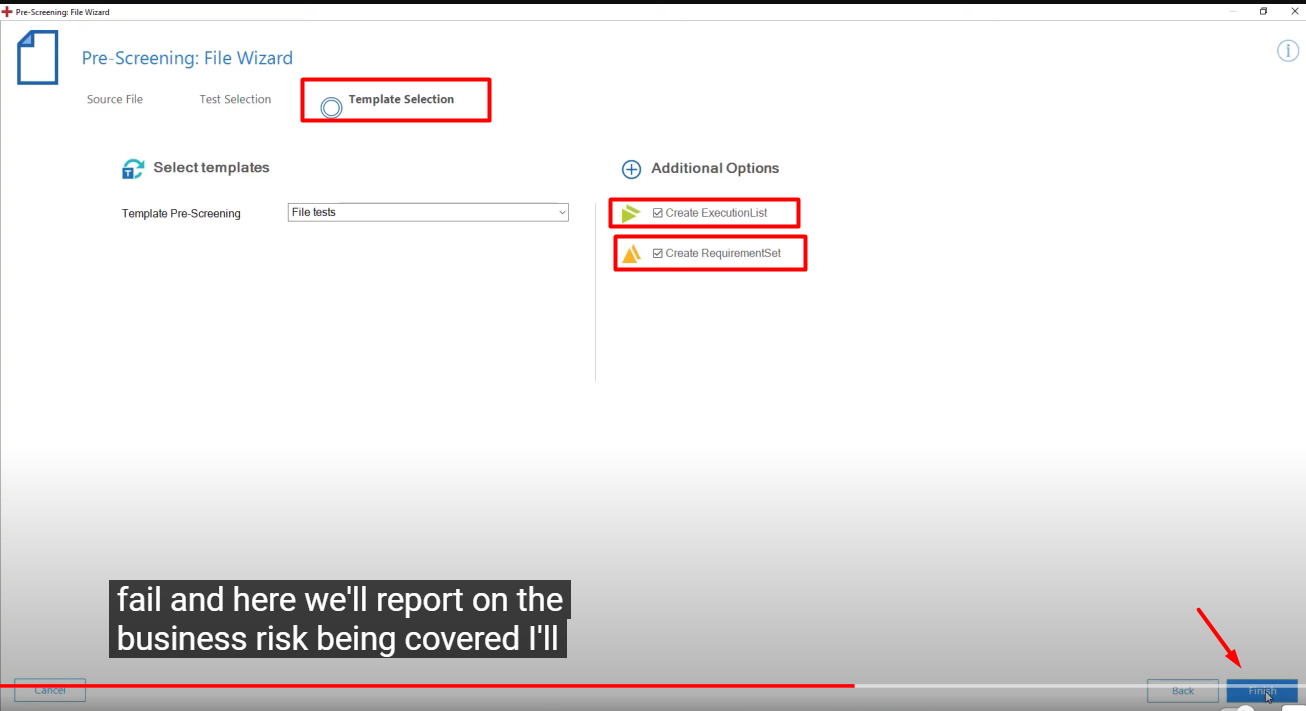 Pre-Screening: File Wizard
Pre-Screening: File Wizard
Source File
Test Selection
Template Selection
Select templates
Additional Options
Template Pre-Screening
File tests
Create ExecutionList
Create RequirementSet
fail and here we'll report on the
business risk being covered I'll
Cancel
Back
Finish